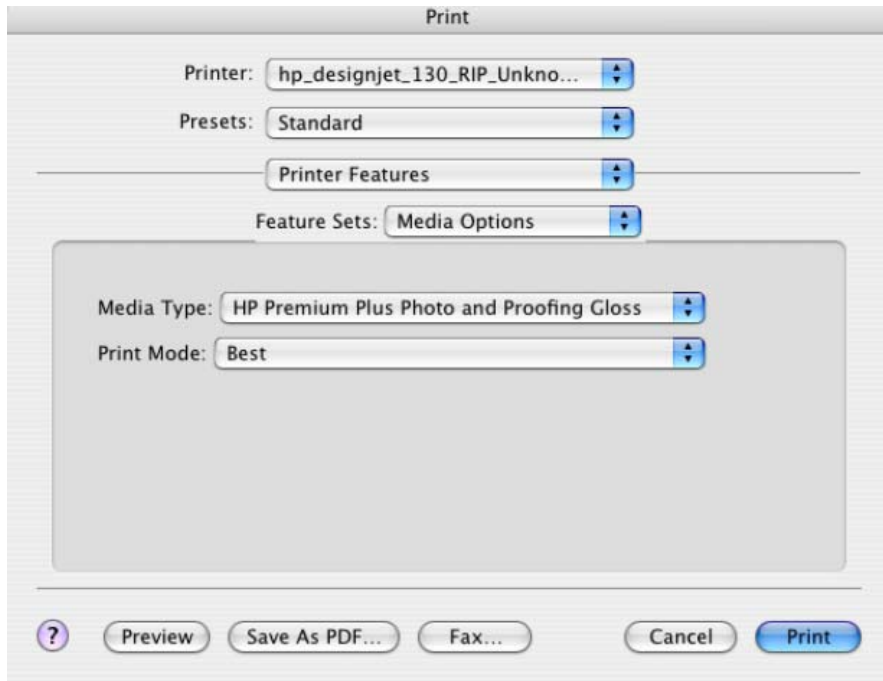 Print
Printer: hp_designjet_130_RIP_Unkno...
Presets: Standard
Printer Features
Feature Sets: Media Options
Media Type: HP Premium Plus Photo and Proofing Gloss
Print Mode: Best
? Preview Save As PDF... Fax... Cancel Print